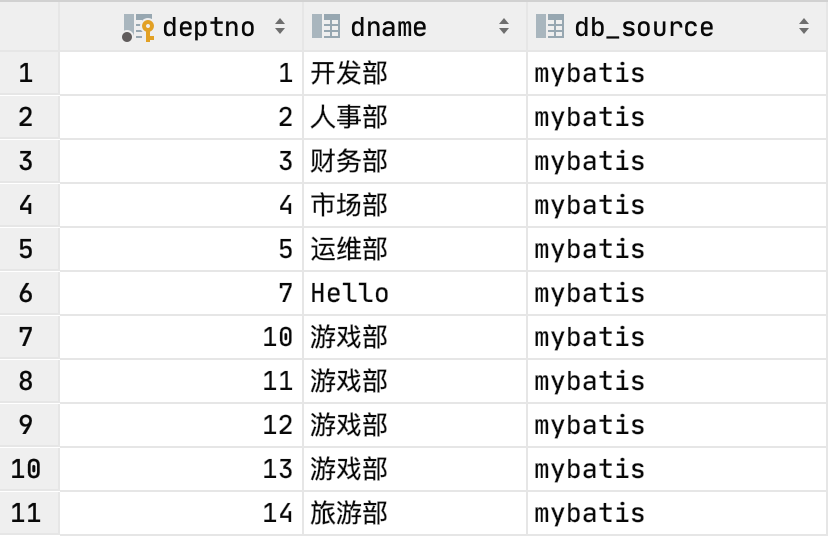 deptno dname db_source
1 1 开发部 mybatis
2 2 人事部 mybatis
3 3 财务部 mybatis
4 4 市场部 mybatis
5 5 运维部 mybatis
6 7 Hello mybatis
7 10 游戏部 mybatis
8 11 游戏部 mybatis
9 12 游戏部 mybatis
10 13 游戏部 mybatis
11 14 旅游部 mybatis